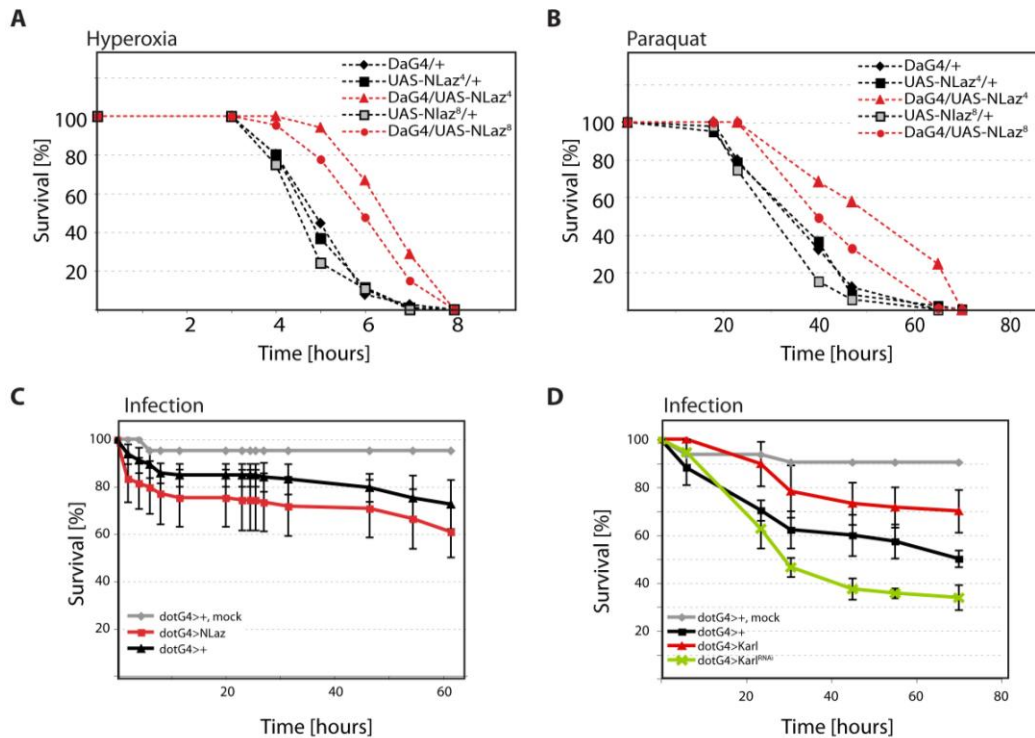 A
Hyperoxia
DaG4/+
UAS-NLaz⁴/+
DaG4/UAS-NLaz⁴
UAS-Nlaz⁸/+
DaG4/UAS-NLaz⁸
100
80
60
40
20
Survival [%]
2
4
6
8
Time [hours]
B
Paraquat
DaG4/+
UAS-NLaz⁴/+
DaG4/UAS-NLaz⁴
UAS-Nlaz⁸/+
DaG4/UAS-NLaz⁸
100
80
60
40
20
Survival [%]
20
40
60
80
Time [hours]
C
Infection
100
80
60
40
20
Survival [%]
dotG4>+, mock
dotG4>NLaz
dotG4>+
20
40
60
Time [hours]
D
Infection
100
80
60
40
20
Survival [%]
dotG4>+, mock
dotG4>+
dotG4>Karl
dotG4>Karlᴿᴺᴬⁱ
20
40
60
80
Time [hours]